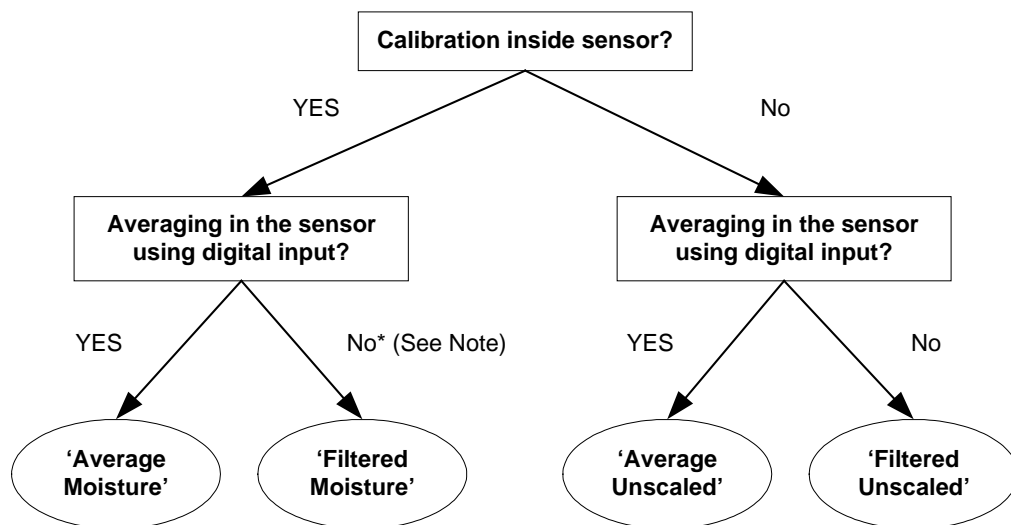 Calibration inside sensor?
YES
No
Averaging in the sensor
using digital input?
Averaging in the sensor
using digital input?
YES
No* (See Note)
YES
No
‘Average
Moisture’
‘Filtered
Moisture’
‘Average
Unscaled’
‘Filtered
Unscaled’